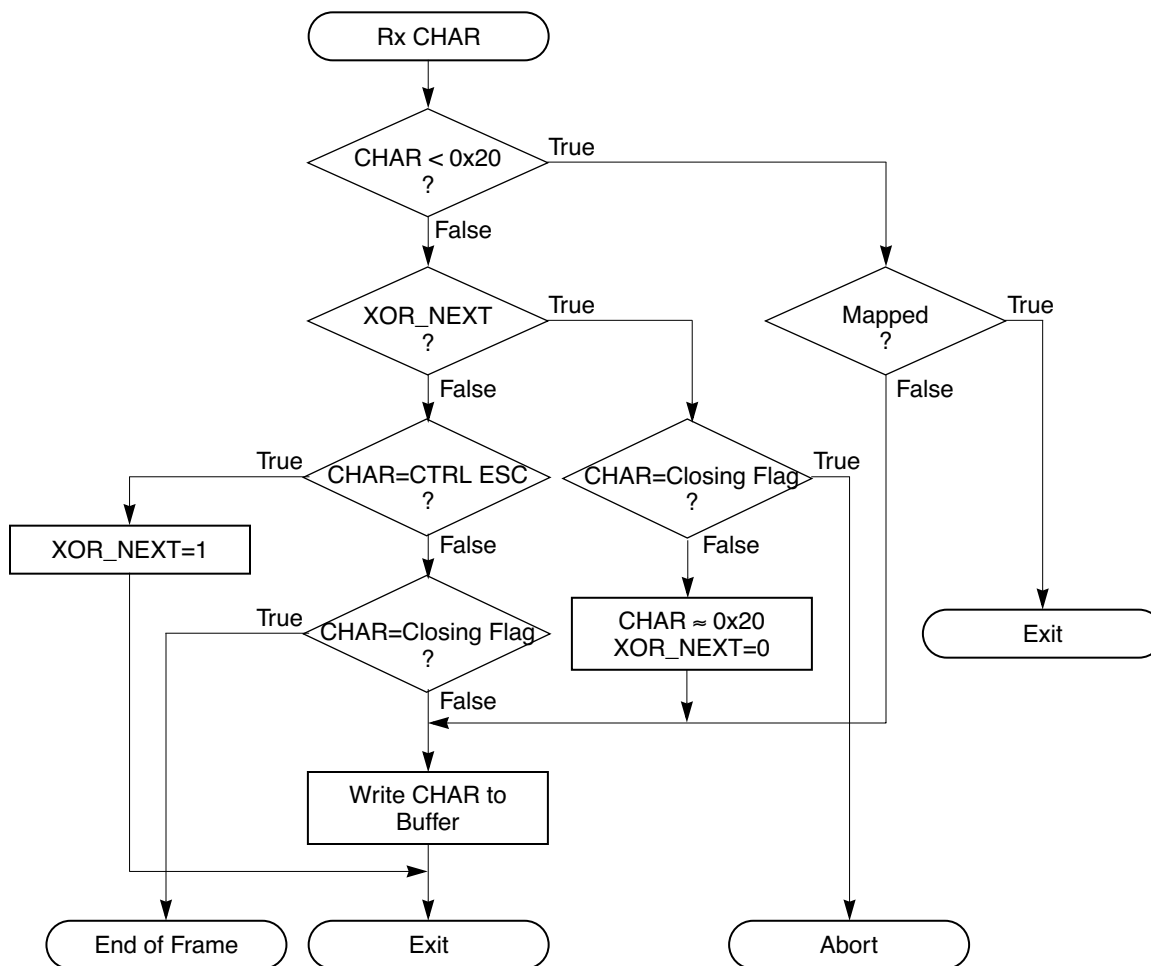 Rx CHAR
CHAR < 0x20
?
True
False
XOR_NEXT
?
True
False
Mapped
?
True
False
CHAR=CTRL ESC
?
True
False
CHAR=Closing Flag
?
True
False
XOR_NEXT=1
CHAR=Closing Flag
?
True
False
CHAR ≈ 0x20
XOR_NEXT=0
Exit
Write CHAR to
Buffer
End of Frame
Exit
Abort